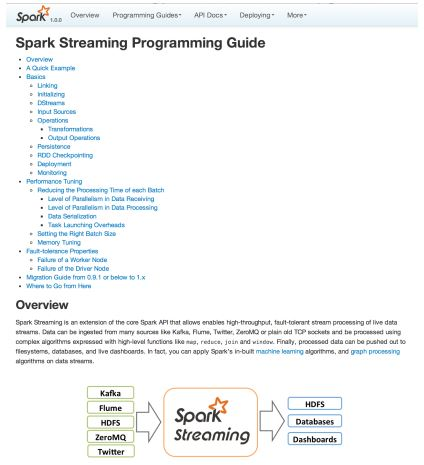 Spark 1.0.0 Overview Programming Guides API Docs Deploying More
Spark Streaming Programming Guide
Overview
A Quick Example
Basics
Linking
Initializing
DStreams
Input Sources
Operations
Transformations
Output Operations
Persistence
RDD Checkpointing
Deployment
Monitoring
Performance Tuning
Reducing the Processing Time of each Batch
Level of Parallelism in Data Receiving
Level of Parallelism in Data Processing
Data Serialization
Task Launching Overheads
Setting the Right Batch Size
Memory Tuning
Fault-tolerance Properties
Failure of a Worker Node
Failure of the Driver Node
Migration Guide from 0.9.1 or below to 1.x
Where to Go from Here
Overview
Spark Streaming is an extension of the core Spark API that allows enables high-throughput, fault-tolerant stream processing of live data
streams. Data can be ingested from many sources like Kafka, Flume, Twitter, ZeroMQ or plain old TCP sockets and be processed using
complex algorithms expressed with high-level functions like map, reduce, join and window. Finally, processed data can be pushed out to
filesystems, databases, and live dashboards. In fact, you can apply Spark's in-built machine learning algorithms, and graph processing
algorithms on data streams.
Kafka
Flume
HDFS
ZeroMQ
Twitter
Spark
Streaming
HDFS
Databases
Dashboards